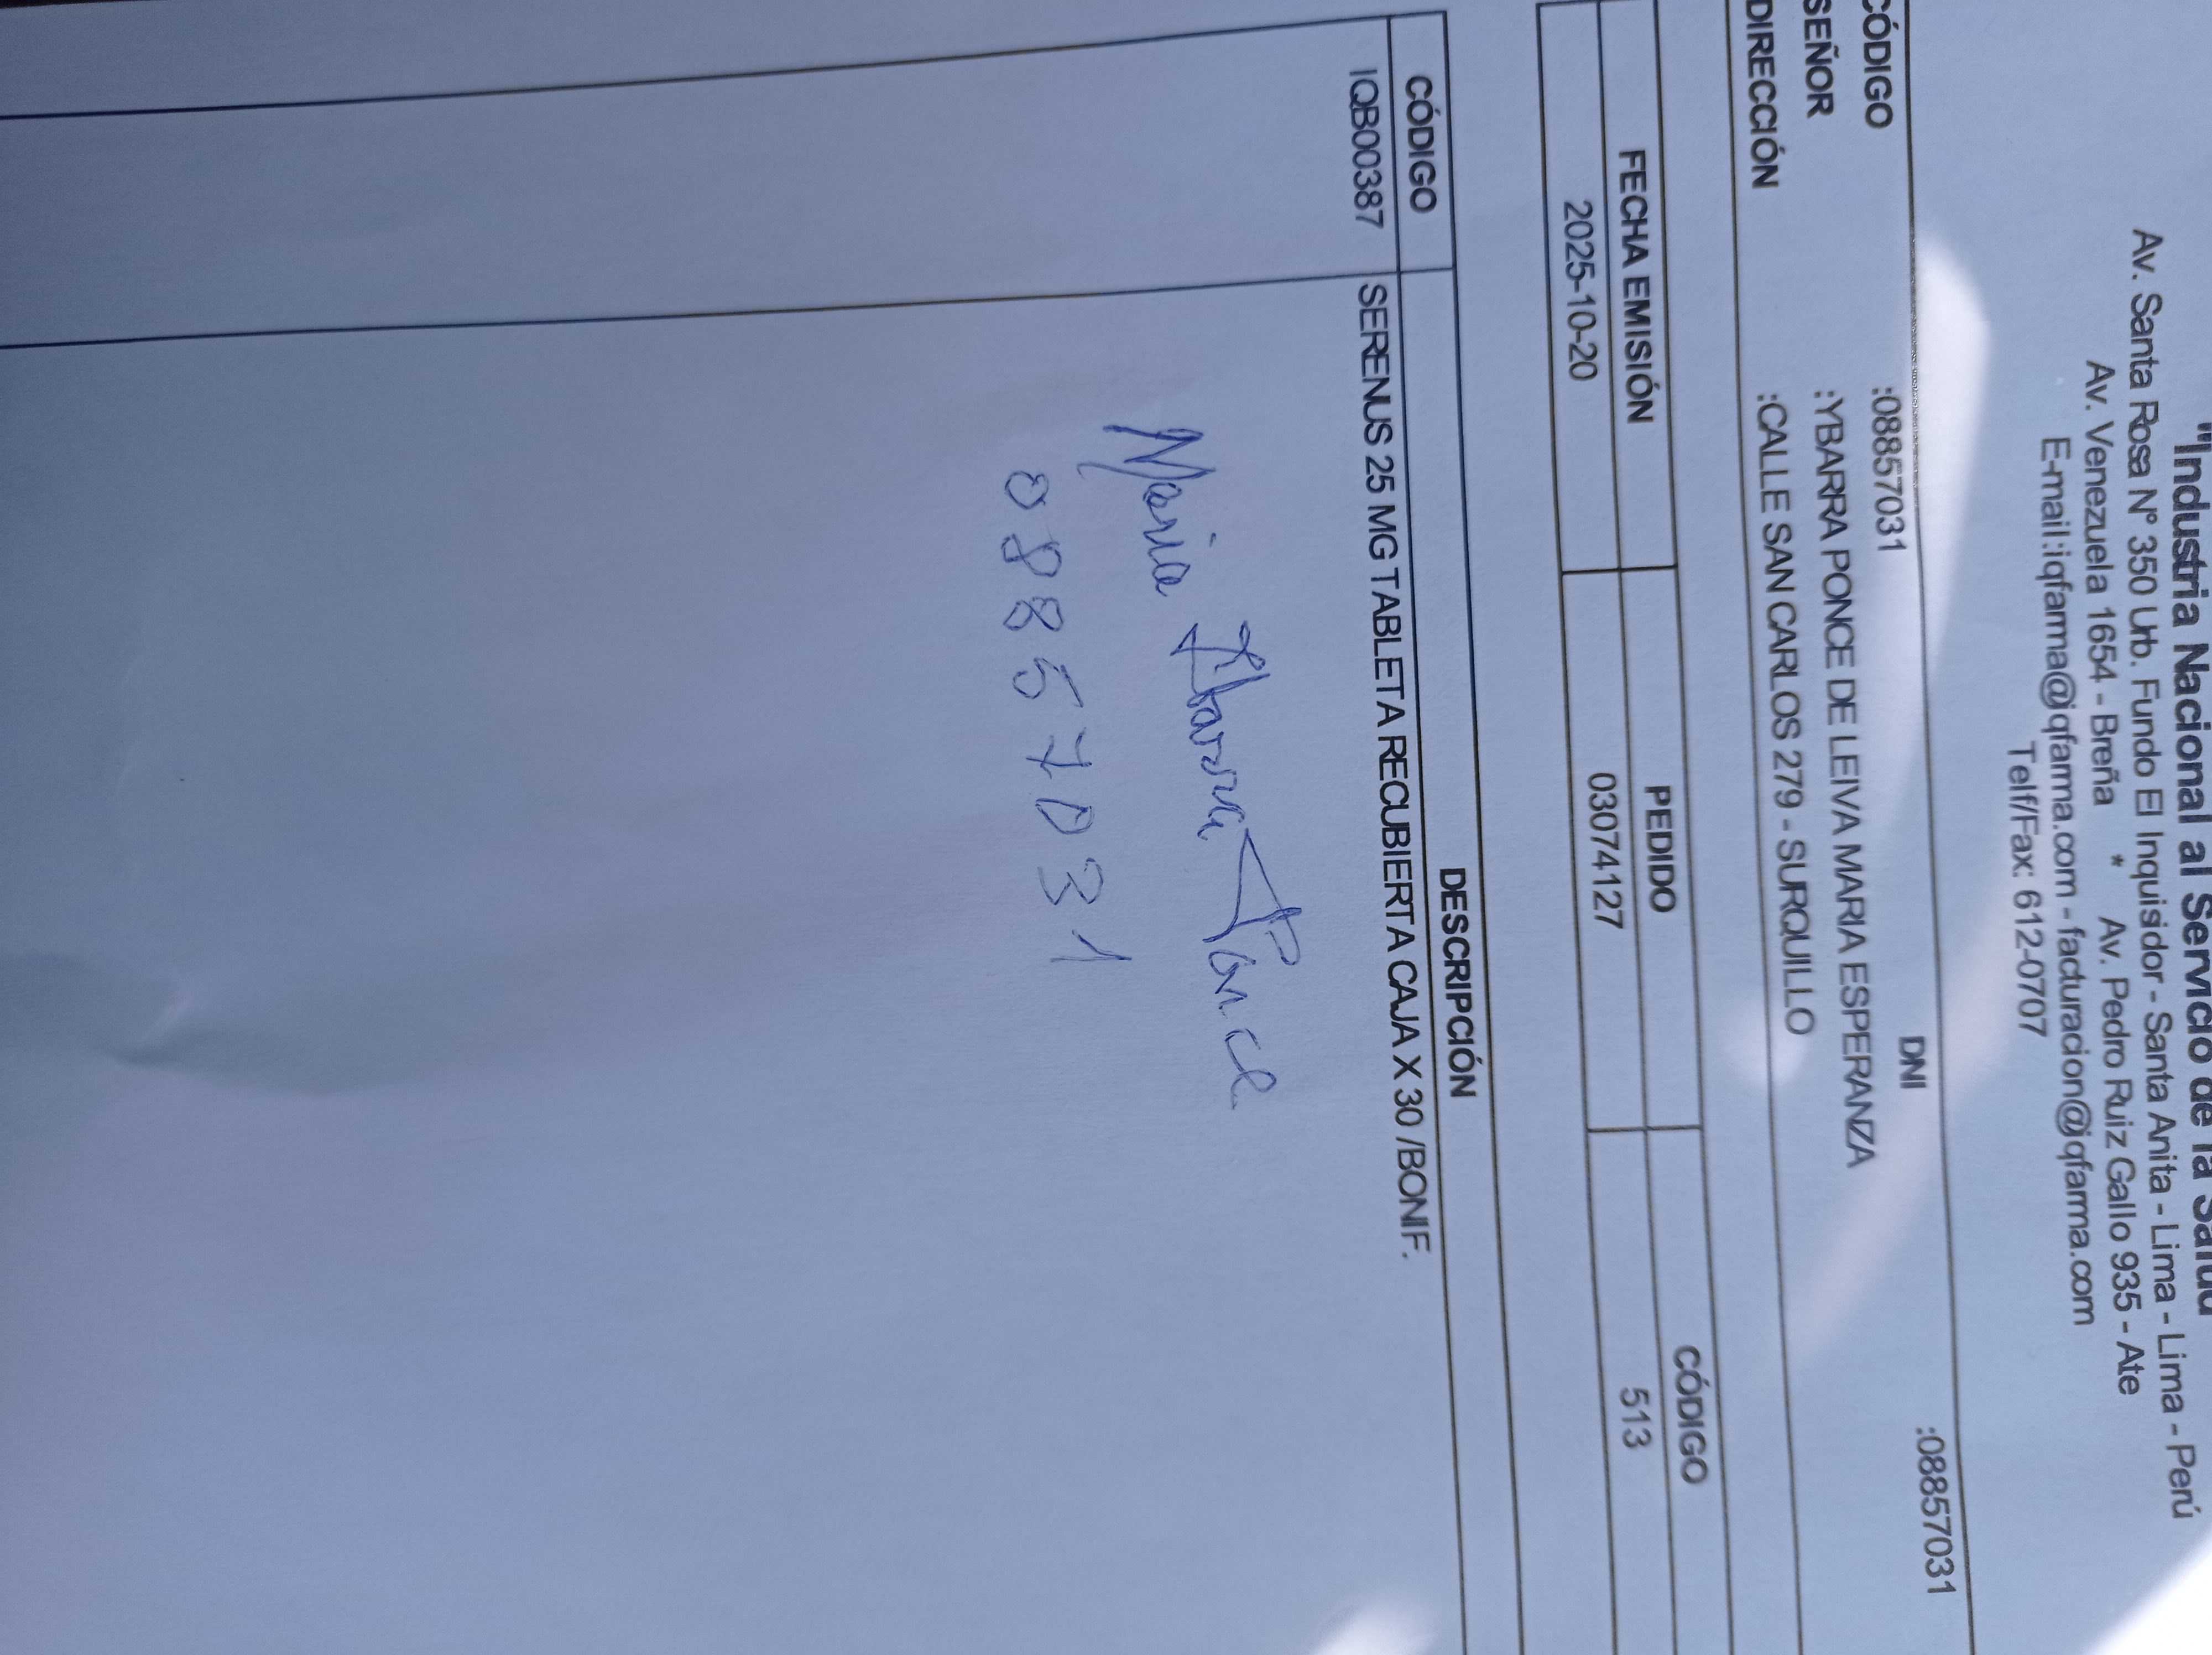 "Industria Nacional al Servicio de la Salud
Av. Santa Rosa N° 350 Urb. Fundo El Inquisidor - Santa Anita - Lima - Lima - Perú
Av. Venezuela 1654 - Breña * Av. Pedro Ruiz Gallo 935 - Ate
E-mail:iqfarma@iqfarma.com - facturacion@iqfarma.com
Telf/Fax: 612-0707
CÓDIGO :08857031 DNI :08857031
SEÑOR :YBARRA PONCE DE LEIVA MARIA ESPERANZA
DIRECCIÓN :CALLE SAN CARLOS 279 - SURQUILLO
FECHA EMISIÓN PEDIDO CÓDIGO
2025-10-20 03074127 513
CÓDIGO DESCRIPCIÓN
IQB00387 SERENUS 25 MG TABLETA RECUBIERTA CAJA X 30 /BONIF.
Maria Ybarra Ponce
08857031